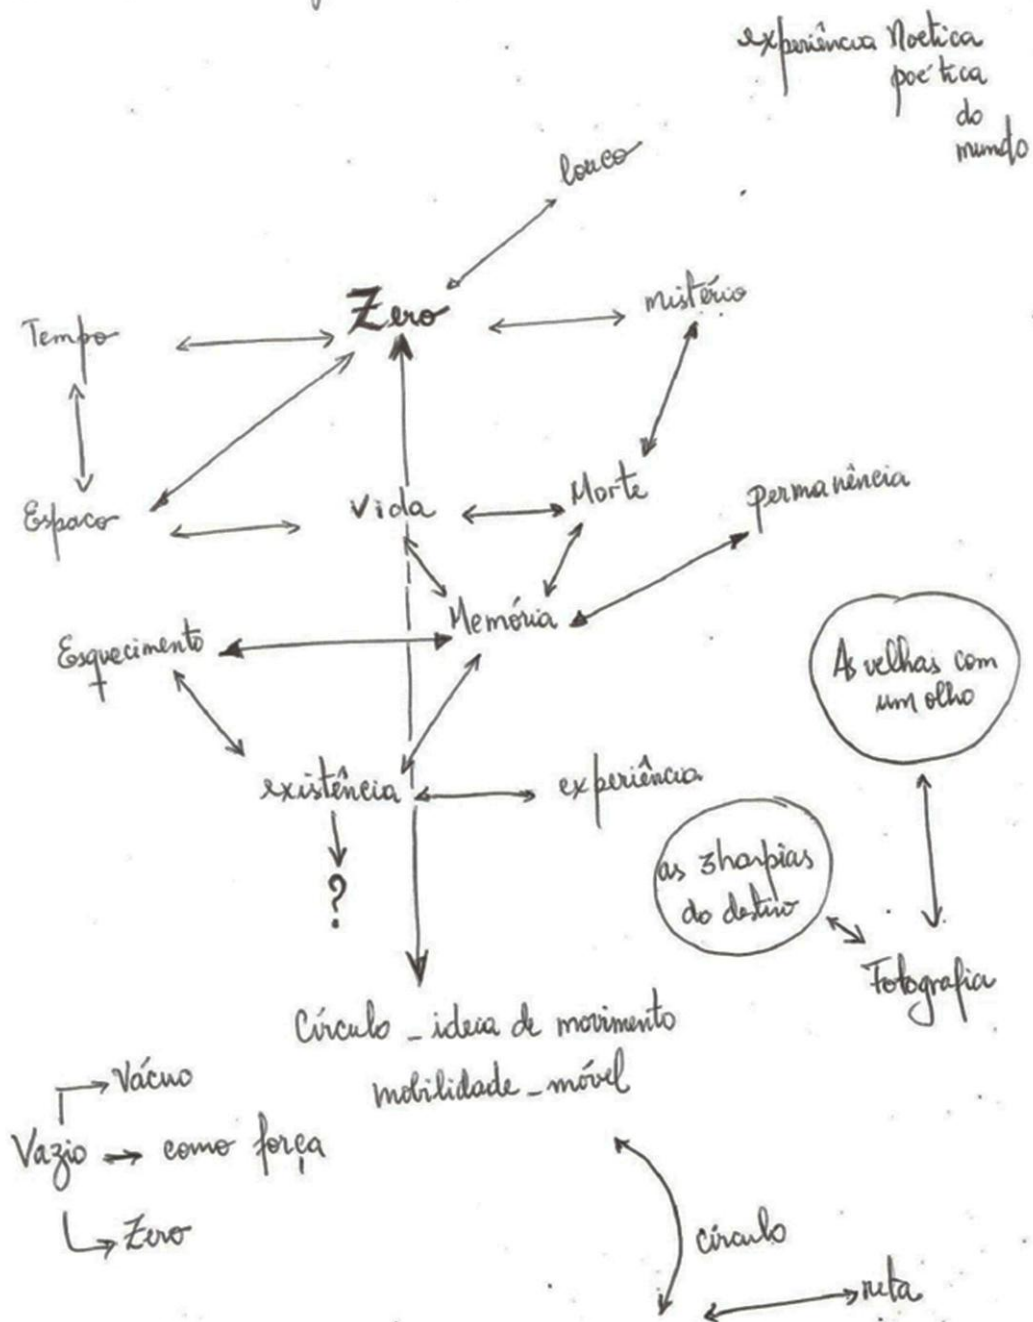 experiência Noetica
poética
do
mundo
louco
Zero
mistério
Tempo
Espaço
Vida
Morte
permanência
Memória
Esquecimento
As velhas com
um olho
existência
experiência
as 3 harpias
do destino
?
Fotografia
Círculo - ideia de movimento
mobilidade - móvel
Vácuo
Vazio → como força
Zero
círculo
reta